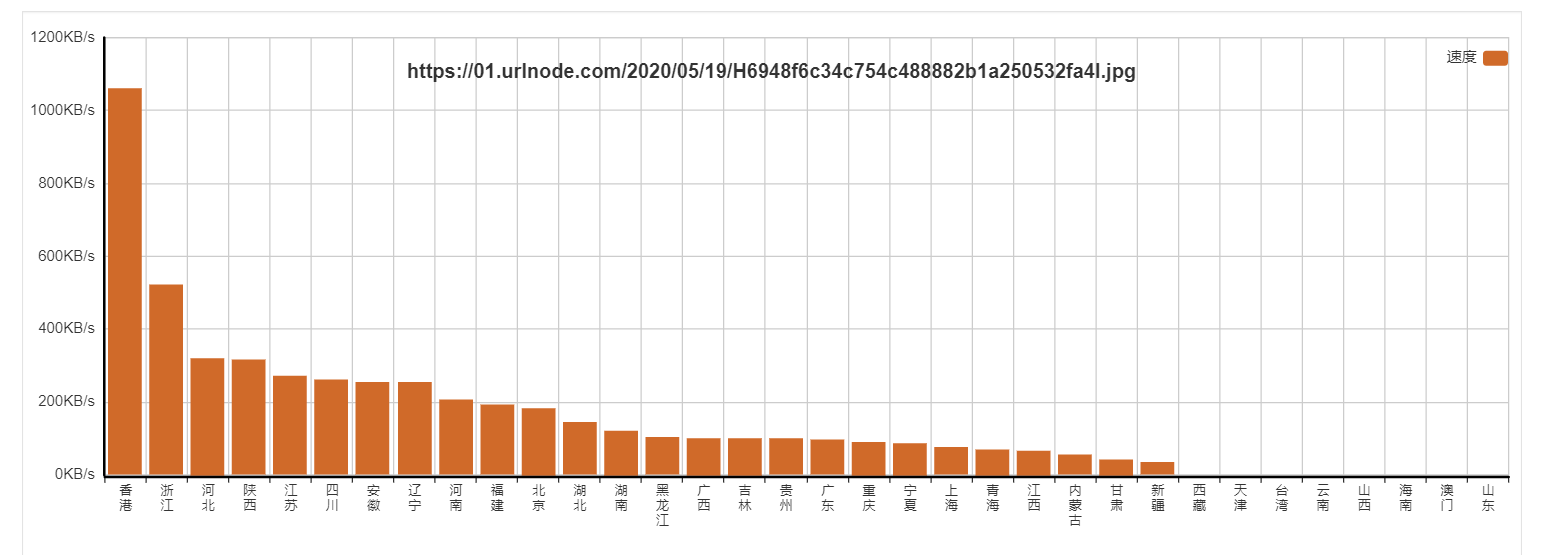 https://01.urlnode.com/2020/05/19/H6948f6c34c754c488882b1a250532fa4I.jpg
速度
1200KB/s
1000KB/s
800KB/s
600KB/s
400KB/s
200KB/s
0KB/s
香港
浙江
河北
陕西
江苏
四川
安徽
辽宁
河南
福建
北京
湖北
湖南
黑龙江
广西
吉林
贵州
广东
重庆
宁夏
上海
青海
江西
内蒙古
甘肃
新疆
西藏
天津
台湾
云南
山西
海南
澳门
山东